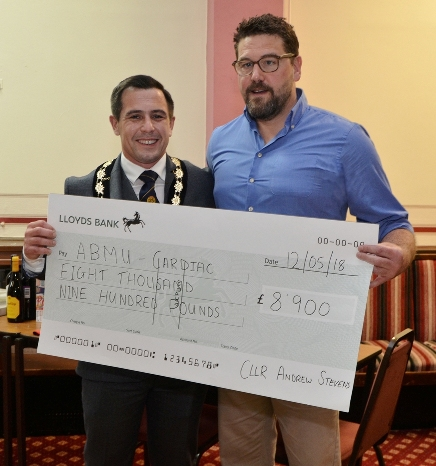 LLOYDS BANK
00-00-00
Pay ABMU - CARDIAC
Date 12/05/18
EIGHT THOUSAND
NINE HUNDRED POUNDS
£ 8'900
CLLR ANDREW STEVENS